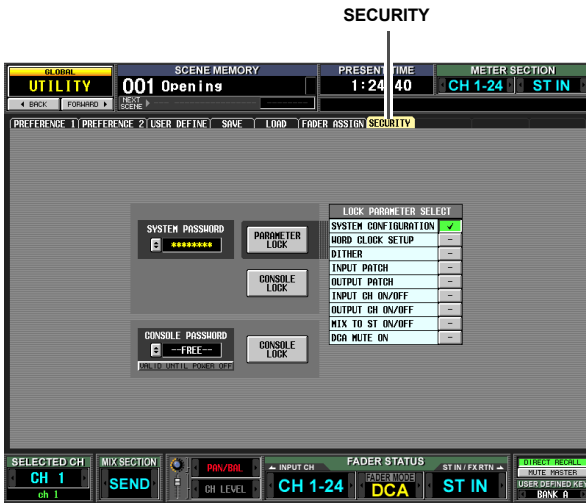 SECURITY
GLOBAL
UTILITY
BACK FORWARD
SCENE MEMORY
001 Opening
NEXT SCENE
PRESENT TIME
1:24 40
METER SECTION
CH 1-24 ST IN
PREFERENCE 1 PREFERENCE 2 USER DEFINE SAVE LOAD FADER ASSIGN SECURITY
SYSTEM PASSWORD
********
PARAMETER LOCK
CONSOLE LOCK
CONSOLE PASSWORD
--FREE--
VALID UNTIL POWER OFF
CONSOLE LOCK
LOCK PARAMETER SELECT
SYSTEM CONFIGURATION ✓
WORD CLOCK SETUP –
DITHER –
INPUT PATCH –
OUTPUT PATCH –
INPUT CH ON/OFF –
OUTPUT CH ON/OFF –
MIX TO ST ON/OFF –
DCA MUTE ON –
SELECTED CH
CH 1
ch 1
MIX SECTION
SEND
PAN/BAL
CH LEVEL
FADER STATUS
INPUT CH
CH 1-24
FADER MODE
DCA
ST IN / FX RTN
ST IN
DIRECT RECALL
MUTE MASTER
USER DEFINED KEY
BANK A